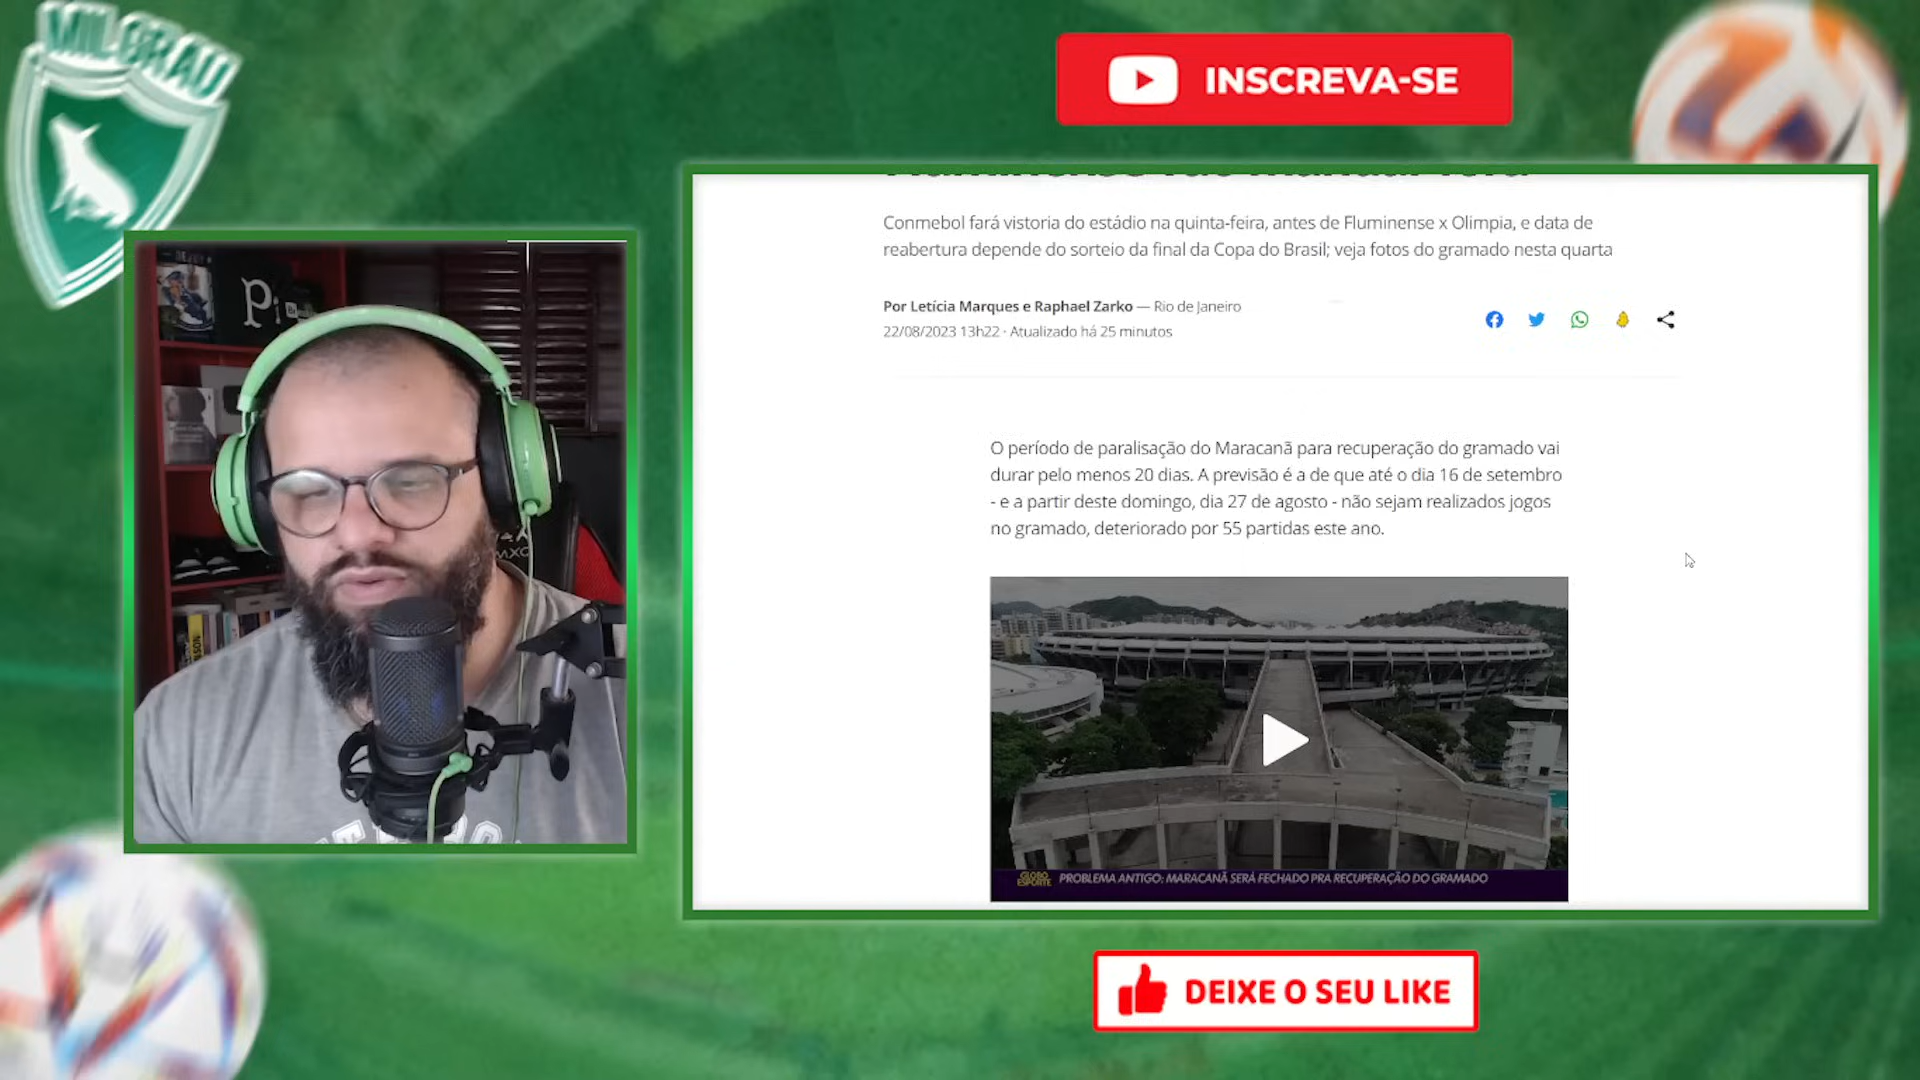 MILGRAU
INSCREVA-SE
Conmebol fará vistoria do estádio na quinta-feira, antes de Fluminense x Olimpia, e data de
reabertura depende do sorteio da final da Copa do Brasil; veja fotos do gramado nesta quarta
Por Letícia Marques e Raphael Zarko — Rio de Janeiro
22/08/2023 13h22 · Atualizado há 25 minutos
O período de paralisação do Maracanã para recuperação do gramado vai
durar pelo menos 20 dias. A previsão é a de que até o dia 16 de setembro
- e a partir deste domingo, dia 27 de agosto - não sejam realizados jogos
no gramado, deteriorado por 55 partidas este ano.
GLOBO
ESPORTE
PROBLEMA ANTIGO: MARACANÃ SERÁ FECHADO PRA RECUPERAÇÃO DO GRAMADO
DEIXE O SEU LIKE